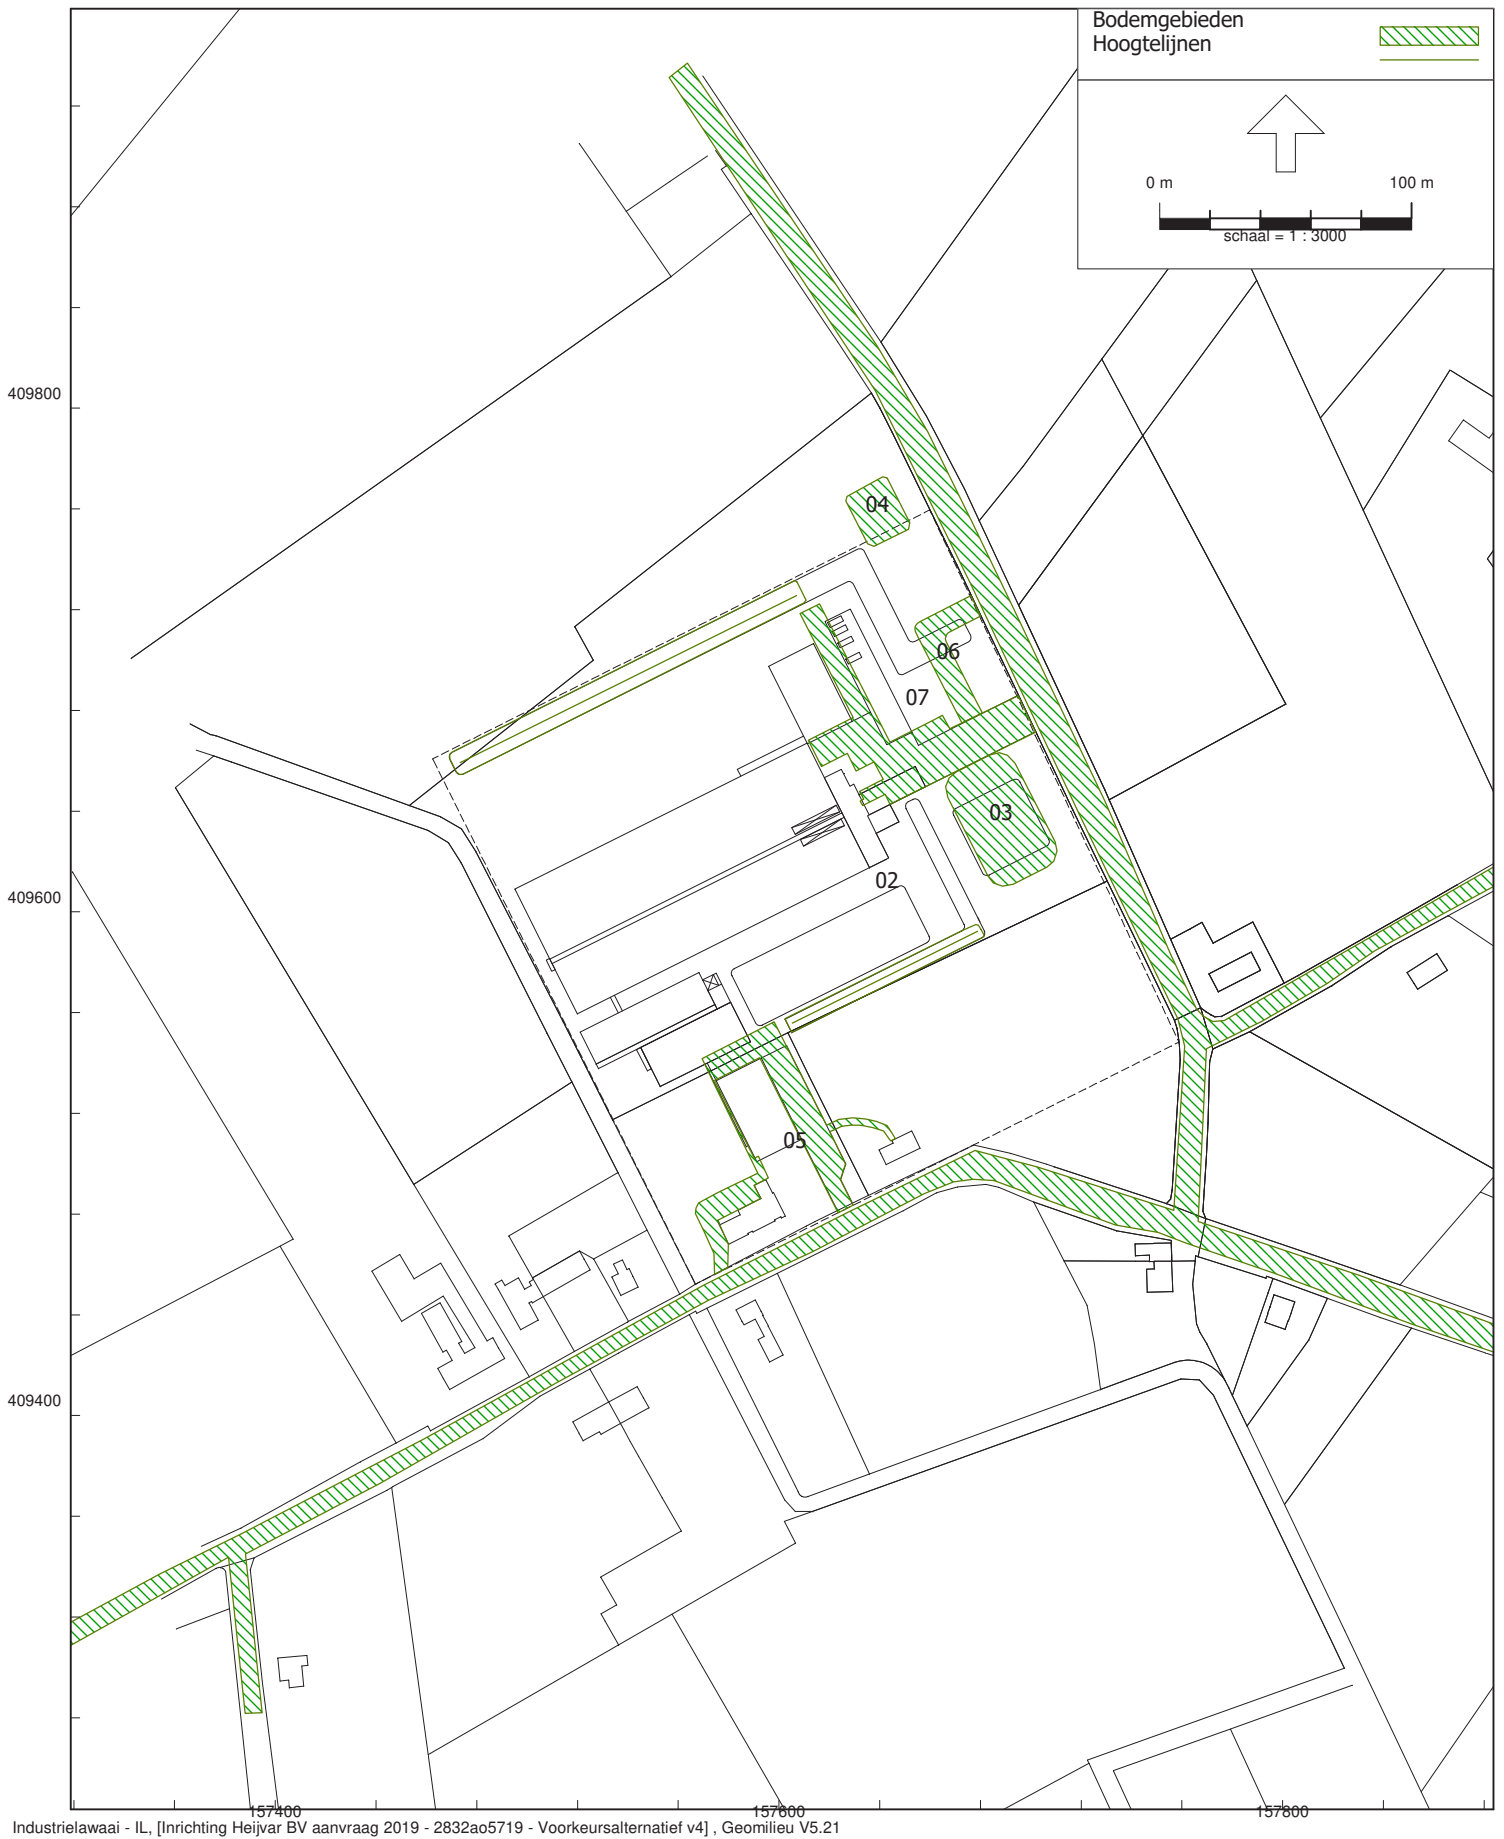 Bodemgebieden
Hoogtelijnen
0 m 100 m
schaal = 1 : 3000
409800
04
06
07
03
409600
02
05
409400
157400 157600 157800
Industrielawaai - IL, [Inrichting Heijvar BV aanvraag 2019 - 2832ao5719 - Voorkeursalternatief v4] , Geomilieu V5.21